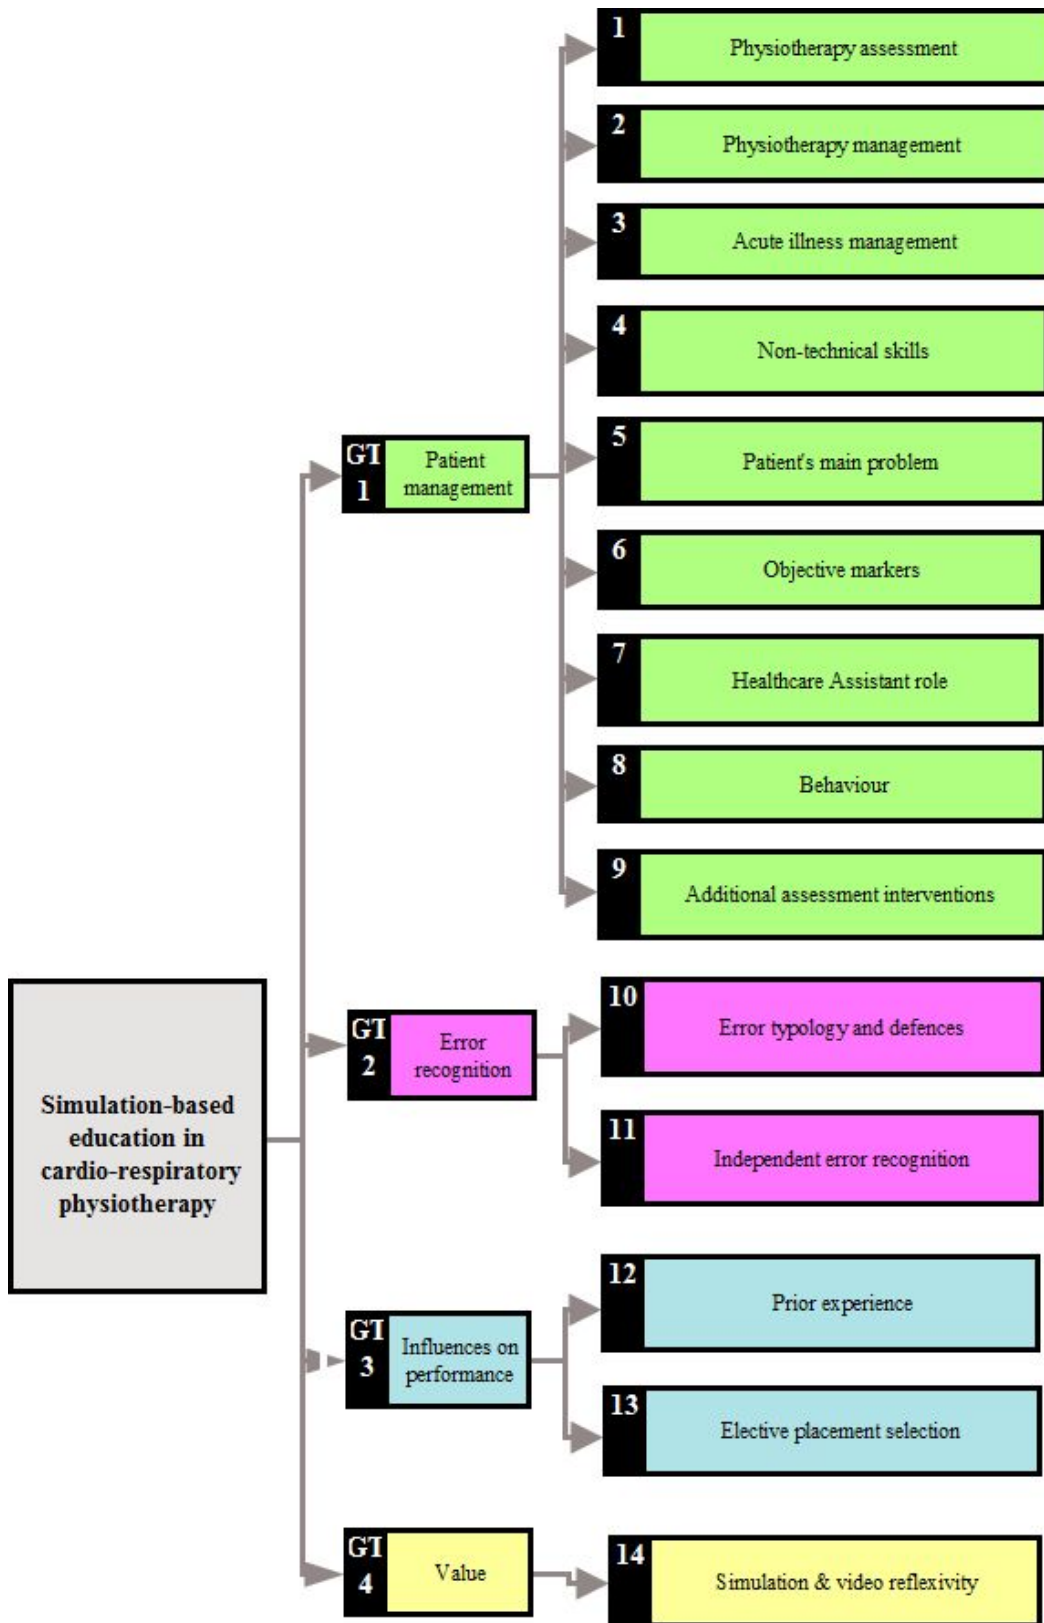 1
Physiotherapy assessment
2
Physiotherapy management
3
Acute illness management
4
Non-technical skills
GT
1
Patient
management
5
Patient's main problem
6
Objective markers
7
Healthcare Assistant role
8
Behaviour
9
Additional assessment interventions
Simulation-based
education in
cardio-respiratory
physiotherapy
GT
2
Error
recognition
10
Error typology and defences
11
Independent error recognition
GT
3
Influences on
performance
12
Prior experience
13
Elective placement selection
GT
4
Value
14
Simulation & video reflexivity